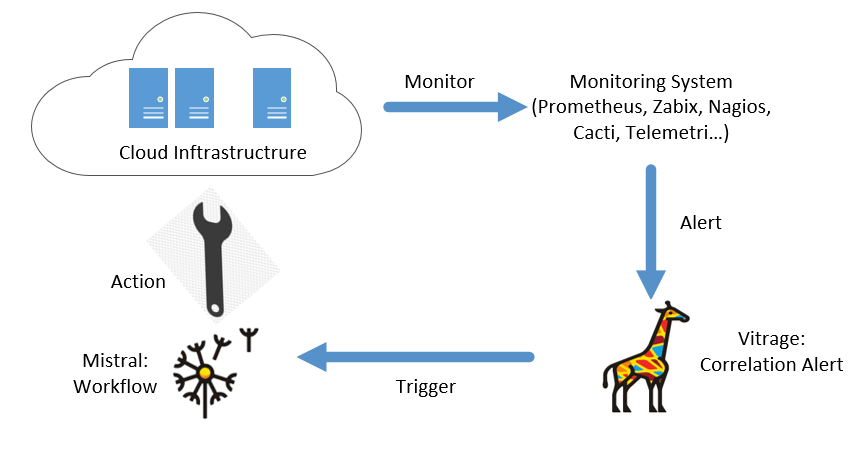 Monitor
Monitoring System
(Prometheus, Zabix, Nagios,
Cacti, Telemetri...)
Cloud Inftrastructrure
Alert
Action
Vitrage:
Correlation Alert
Mistral:
Workflow
Trigger